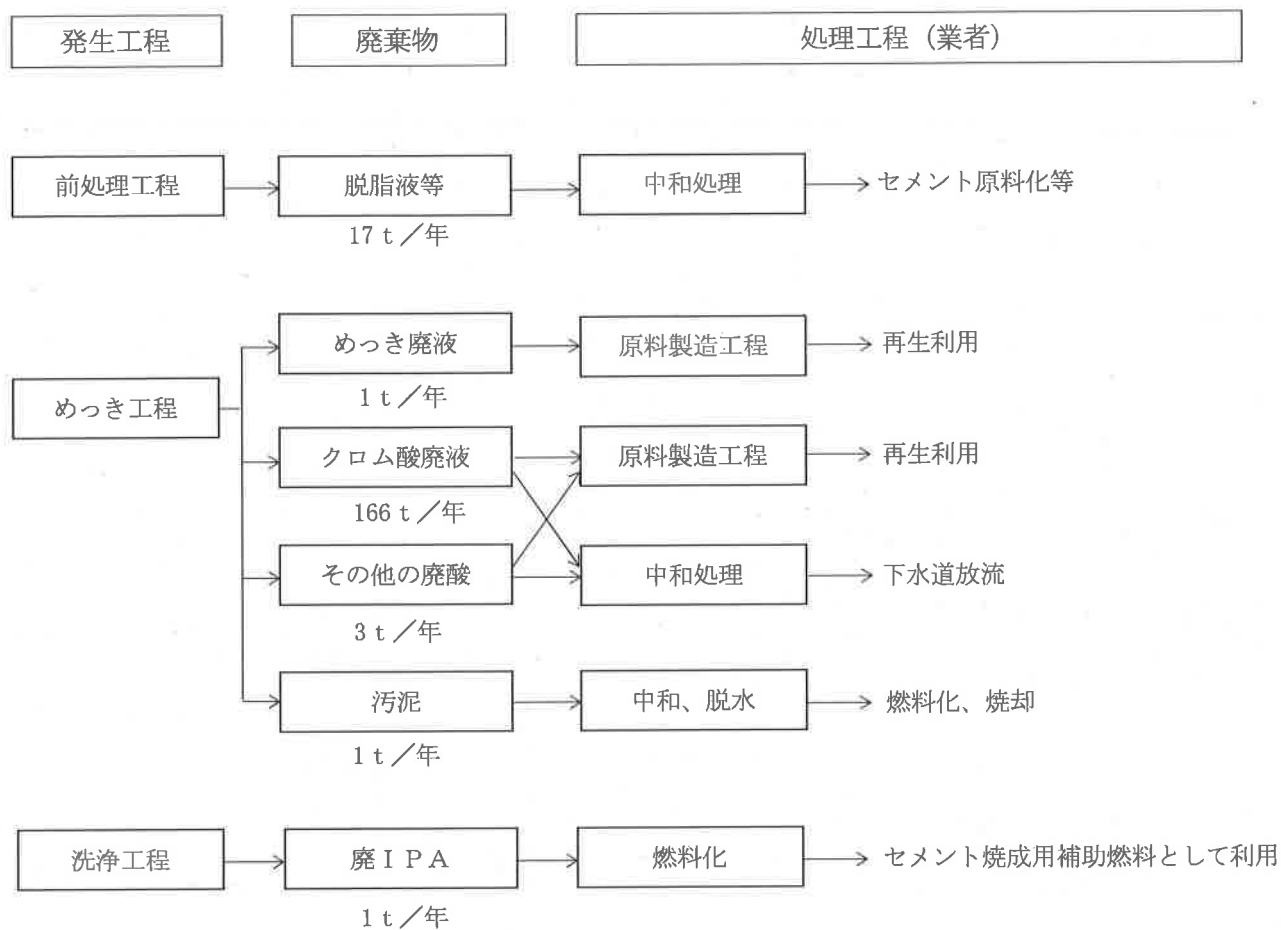 発生工程
廃棄物
処理工程（業者）
前処理工程
脱脂液等
中和処理
セメント原料化等
17ｔ／年
めっき廃液
原料製造工程
再生利用
1ｔ／年
めっき工程
クロム酸廃液
原料製造工程
再生利用
166ｔ／年
その他の廃酸
中和処理
下水道放流
3ｔ／年
汚泥
中和、脱水
燃料化、焼却
1ｔ／年
洗浄工程
廃ＩＰＡ
燃料化
セメント焼成用補助燃料として利用
1ｔ／年